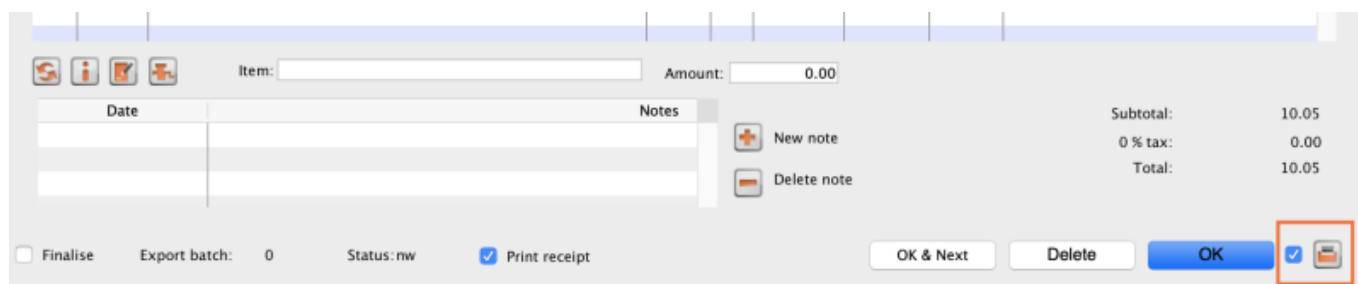 Item:
Amount: 0.00
Date Notes
Subtotal: 10.05
New note
0 % tax: 0.00
Total: 10.05
Delete note
Finalise Export batch: 0 Status: nw Print receipt OK & Next Delete OK